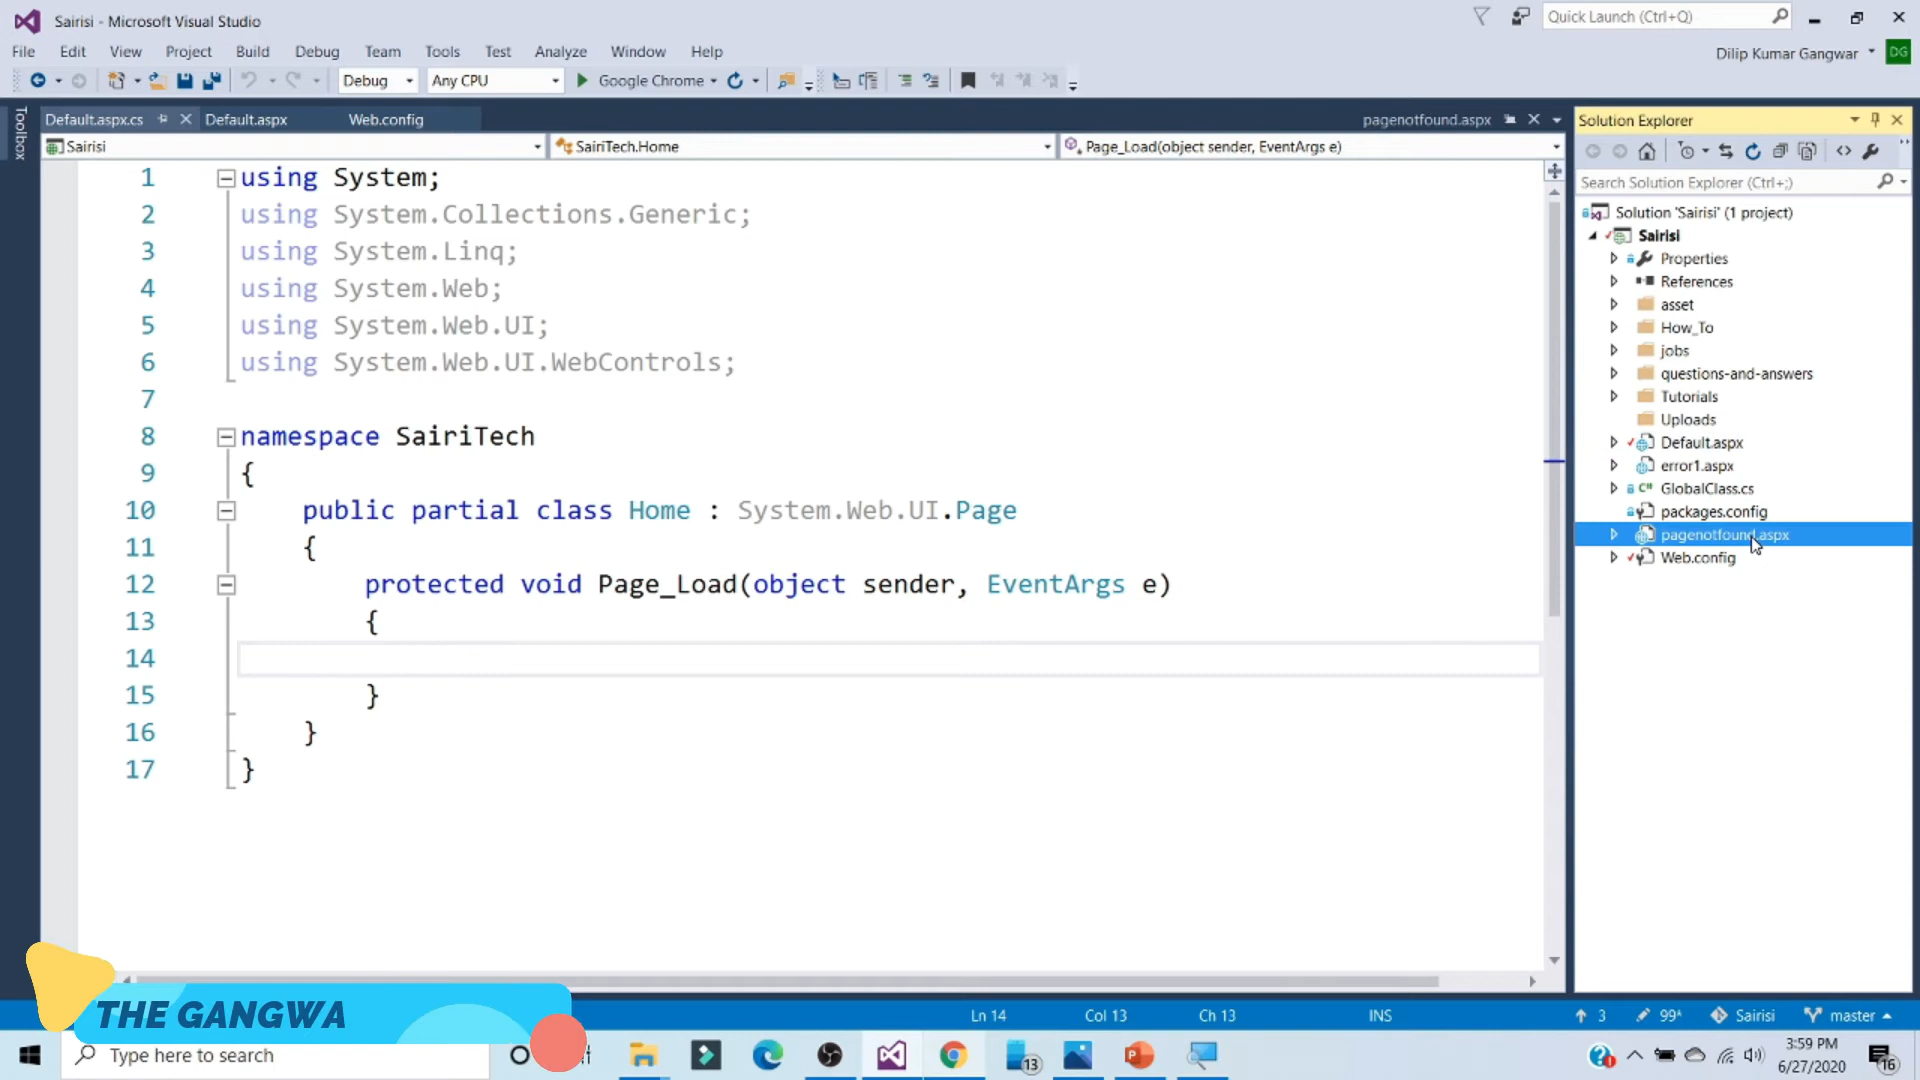 Sairisi - Microsoft Visual Studio
Quick Launch (Ctrl+Q)
File Edit View Project Build Debug Team Tools Test Analyze Window Help
Dilip Kumar Gangwar DG
Debug Any CPU Google Chrome
Toolbox
Default.aspx.cs Default.aspx Web.config pagenotfound.aspx
Sairisi SairiTech.Home Page_Load(object sender, EventArgs e)
1 using System;
2 using System.Collections.Generic;
3 using System.Linq;
4 using System.Web;
5 using System.Web.UI;
6 using System.Web.UI.WebControls;
7
8 namespace SairiTech
9 {
10 public partial class Home : System.Web.UI.Page
11 {
12 protected void Page_Load(object sender, EventArgs e)
13 {
14
15 }
16 }
17 }
Solution Explorer
Search Solution Explorer (Ctrl+;)
Solution 'Sairisi' (1 project)
Sairisi
Properties
References
asset
How_To
jobs
questions-and-answers
Tutorials
Uploads
Default.aspx
error1.aspx
C# GlobalClass.cs
packages.config
pagenotfound.aspx
Web.config
THE GANGWA
Ln 14 Col 13 Ch 13 INS 3 99* Sairisi master
Type here to search
13
3:59 PM
6/27/2020
16